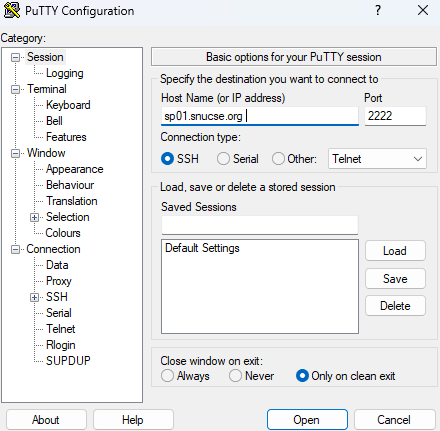 PuTTY Configuration ? ×
Category:
Session
Logging
Terminal
Keyboard
Bell
Features
Window
Appearance
Behaviour
Translation
Selection
Colours
Connection
Data
Proxy
SSH
Serial
Telnet
Rlogin
SUPDUP
Basic options for your PuTTY session
Specify the destination you want to connect to
Host Name (or IP address) Port
sp01.snucse.org 2222
Connection type:
SSH Serial Other: Telnet
Load, save or delete a stored session
Saved Sessions
Default Settings
Load
Save
Delete
Close window on exit:
Always Never Only on clean exit
About Help Open Cancel